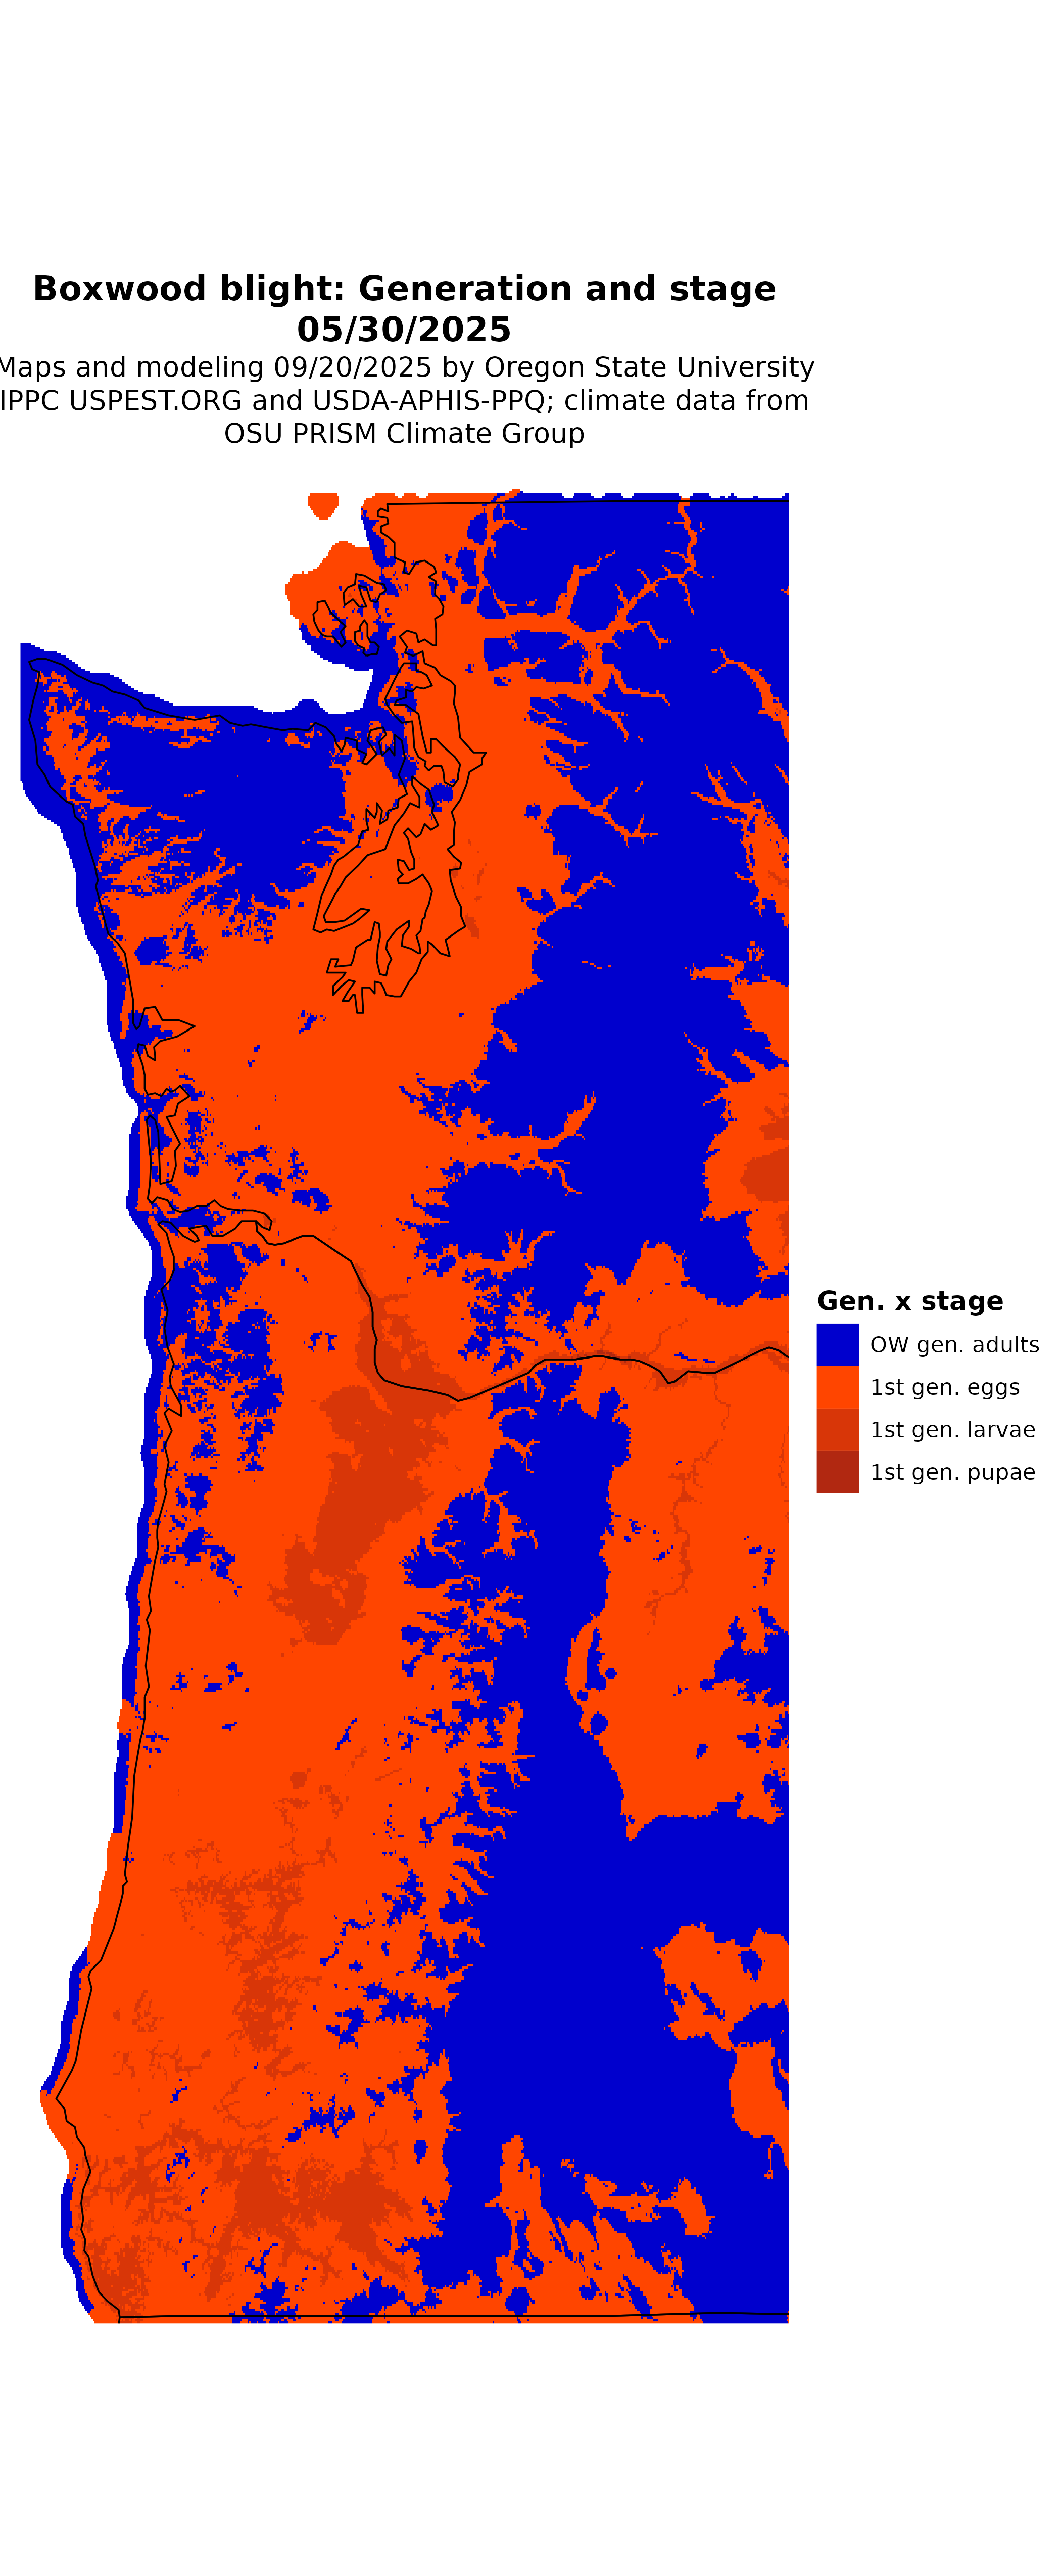 Boxwood blight: Generation and stage
05/30/2025
Maps and modeling 09/20/2025 by Oregon State University
IPPC USPEST.ORG and USDA-APHIS-PPQ; climate data from
OSU PRISM Climate Group
Gen. x stage
OW gen. adults
1st gen. eggs
1st gen. larvae
1st gen. pupae